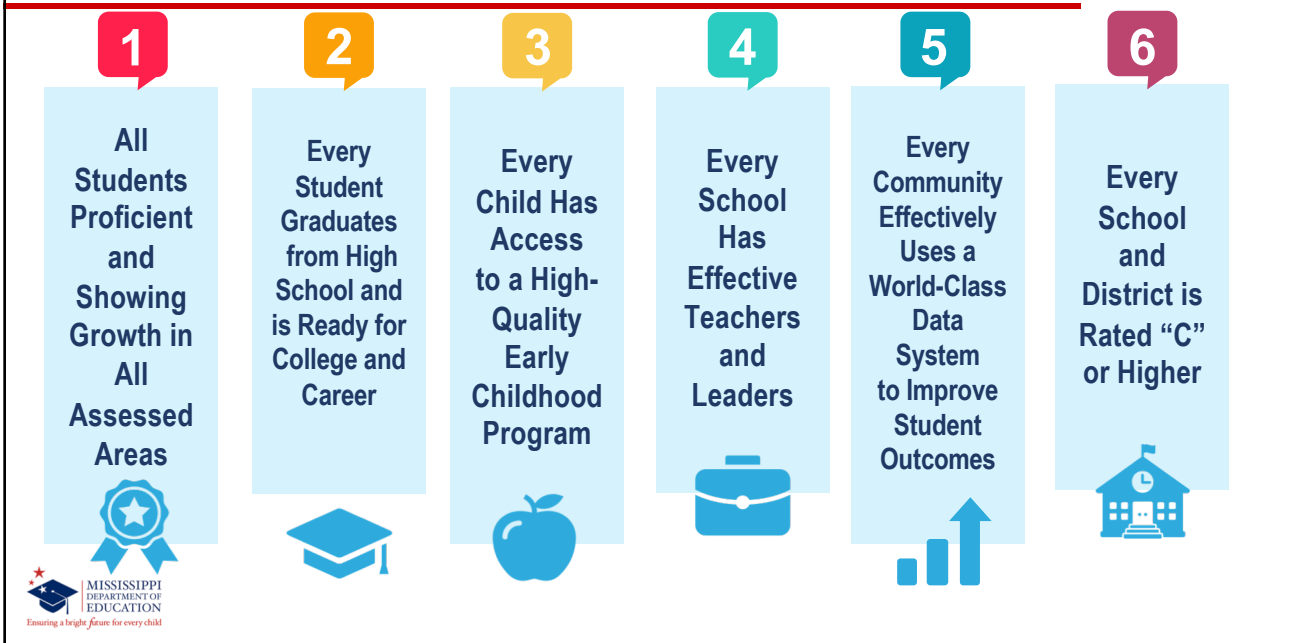 1
All
Students
Proficient
and
Showing
Growth in
All
Assessed
Areas
2
Every
Student
Graduates
from High
School and
is Ready for
College and
Career
3
Every
Child Has
Access
to a High-
Quality
Early
Childhood
Program
4
Every
School
Has
Effective
Teachers
and
Leaders
5
Every
Community
Effectively
Uses a
World-Class
Data
System
to Improve
Student
Outcomes
6
Every
School
and
District is
Rated “C”
or Higher
MISSISSIPPI
DEPARTMENT OF
EDUCATION
Ensuring a bright future for every child